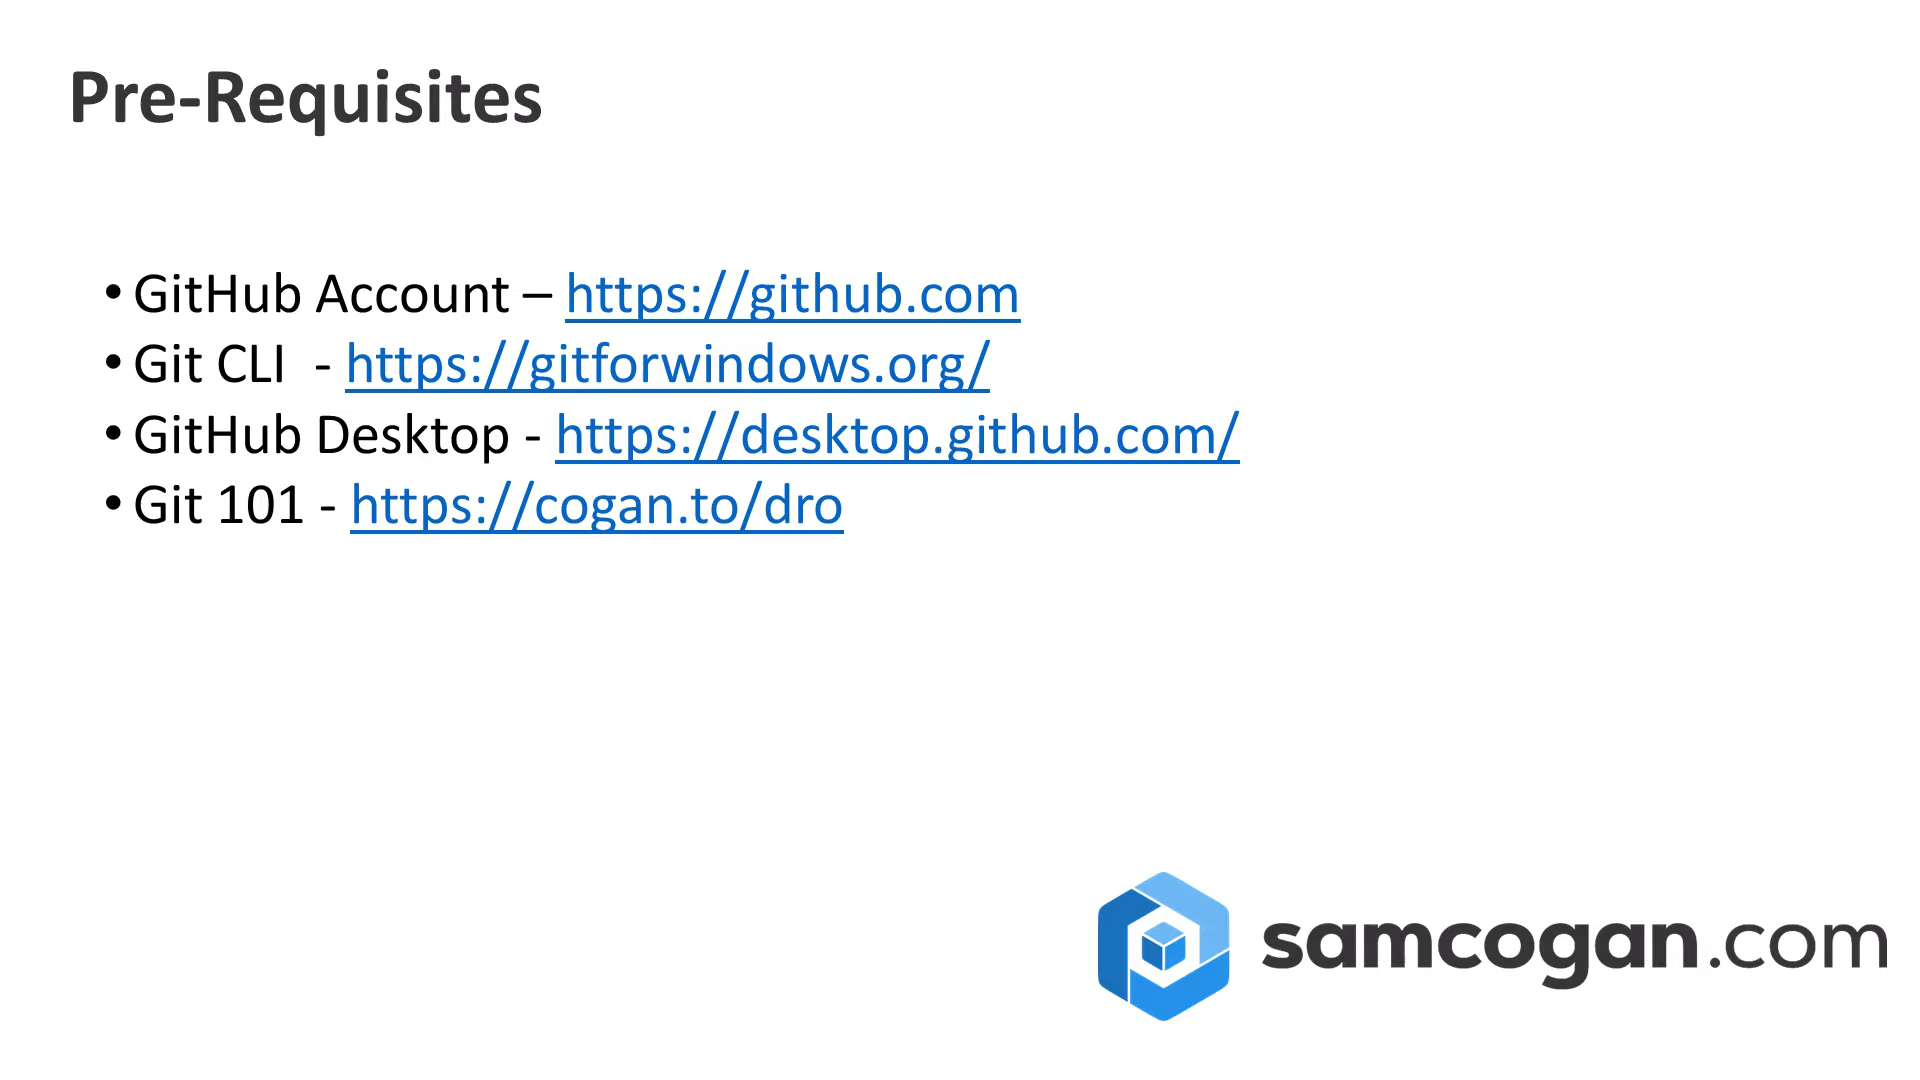 Pre-Requisites
• GitHub Account – https://github.com
• Git CLI  - https://gitforwindows.org/
• GitHub Desktop - https://desktop.github.com/
• Git 101 - https://cogan.to/dro
samcogan.com